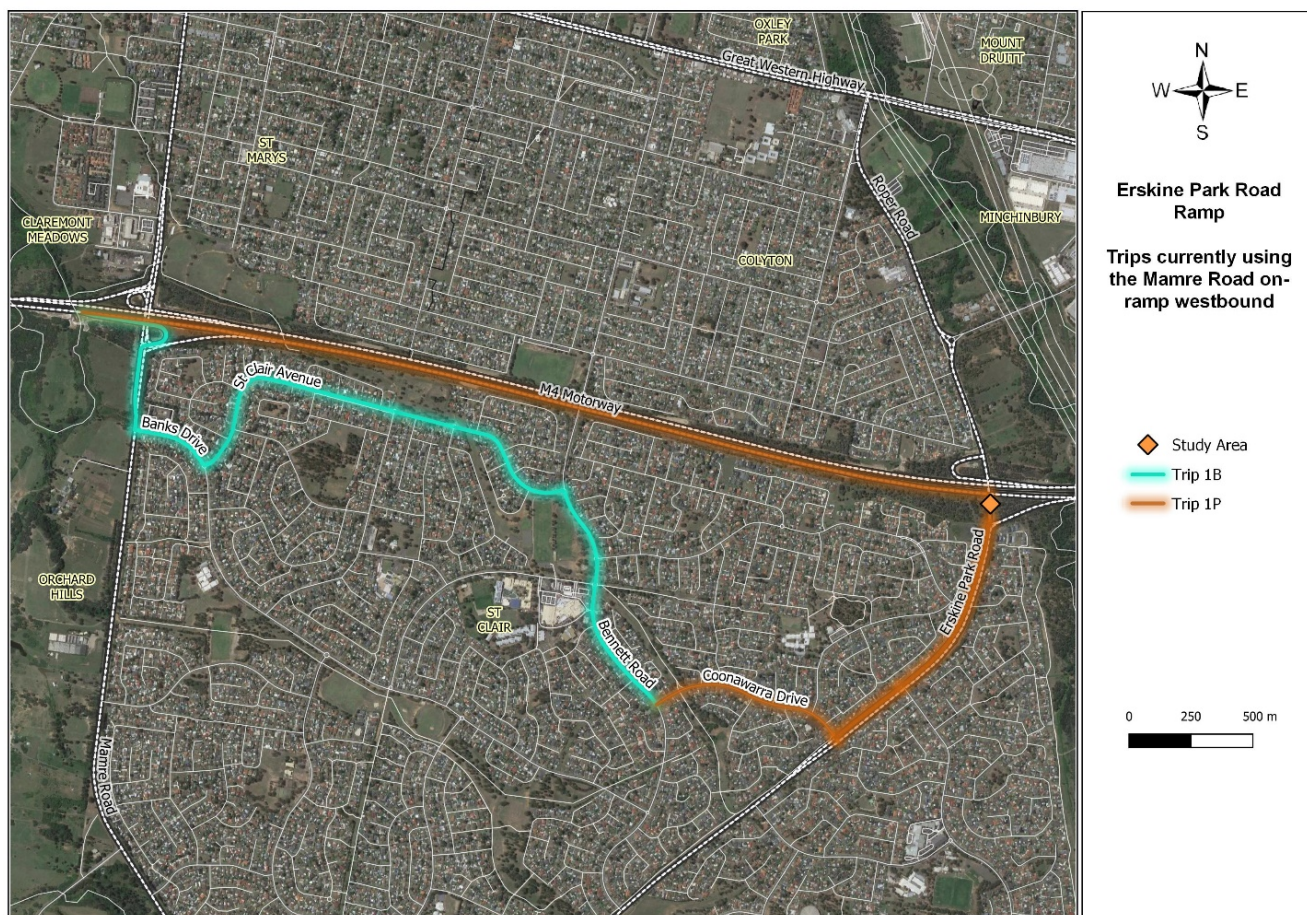 OXLEY
PARK
MOUNT
DRUITT
Great Western Highway
ST
MARYS
Roper Road
CLAREMONT
MEADOWS
MINCHINBURY
COLYTON
St Clair Avenue
M4 Motorway
Banks Drive
ORCHARD
HILLS
ST
CLAIR
Erskine Park Road
Bennett Road
Coonawarra Drive
Mamre Road
N
W E
S
Erskine Park Road
Ramp
Trips currently using
the Mamre Road on-
ramp westbound
Study Area
Trip 1B
Trip 1P
0 250 500 m